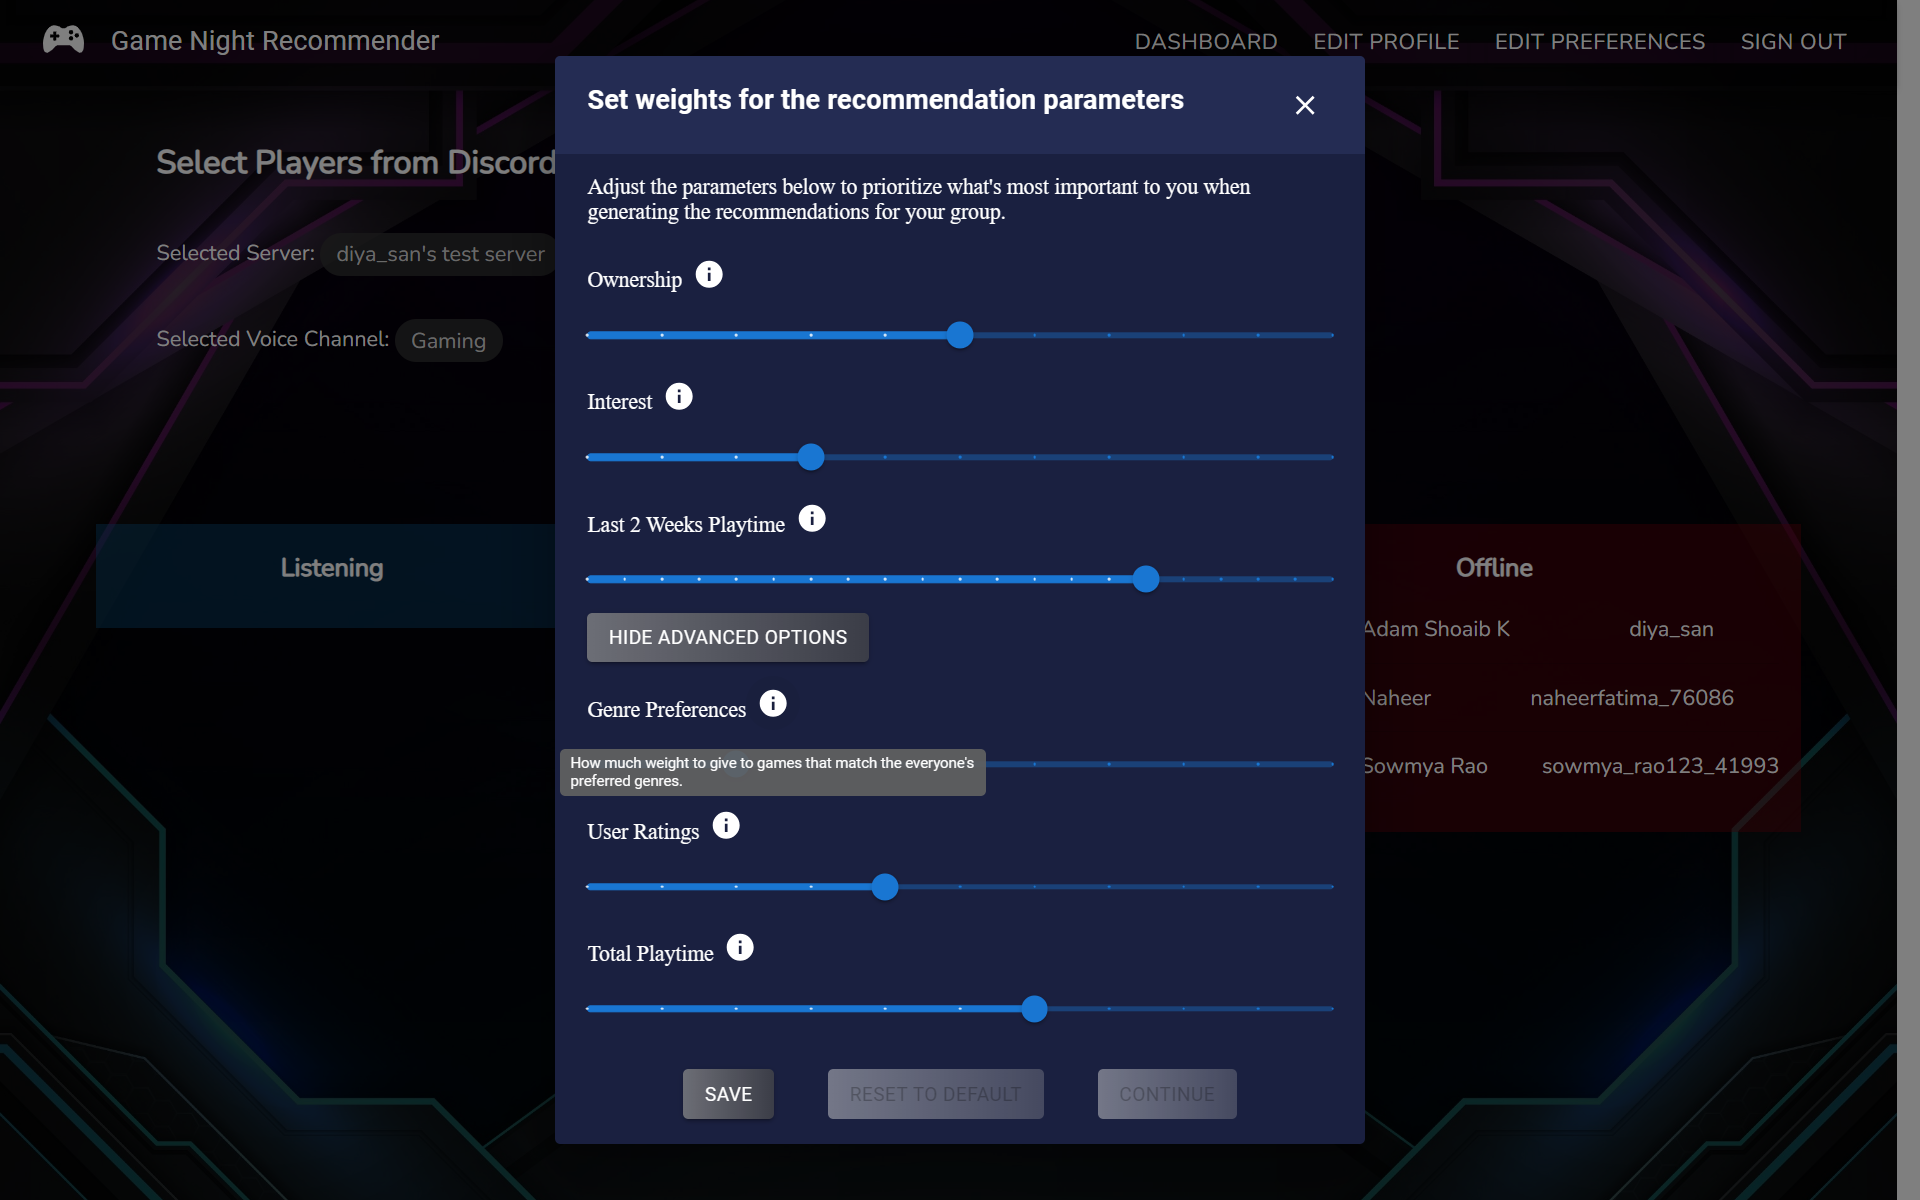 Game Night Recommender
DASHBOARD
EDIT PROFILE
EDIT PREFERENCES
SIGN OUT
Set weights for the recommendation parameters
Select Players from Discord
Adjust the parameters below to prioritize what's most important to you when
generating the recommendations for your group.
Selected Server: diya_san's test server
Ownership
Selected Voice Channel: Gaming
Interest
Last 2 Weeks Playtime
Listening
Offline
HIDE ADVANCED OPTIONS
Adam Shoaib K
diya_san
Genre Preferences
Naheer
naheerfatima_76086
How much weight to give to games that match the everyone's
preferred genres.
Sowmya Rao
sowmya_rao123_41993
User Ratings
Total Playtime
SAVE
RESET TO DEFAULT
CONTINUE